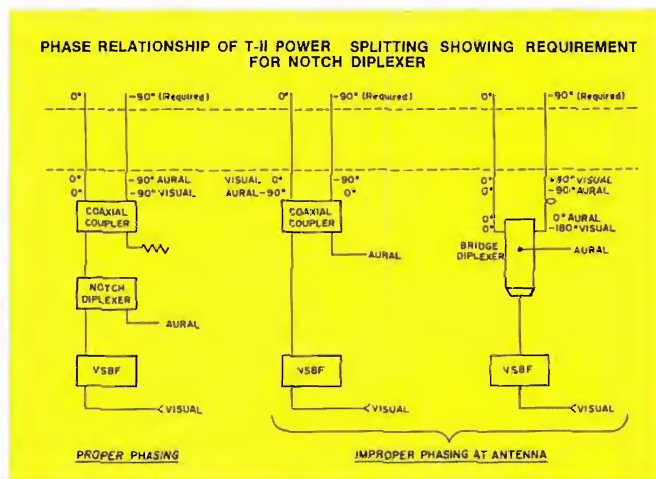 PHASE RELATIONSHIP OF T-II POWER SPLITTING SHOWING REQUIREMENT
FOR NOTCH DIPLEXER
0° -90° (Required) 0° -90° (Required) 0° -90° (Required)
0° -90° AURAL VISUAL 0° -90° 0° +90° VISUAL
0° -90° VISUAL AURAL -90° 0° 0° -90° AURAL
COAXIAL
COUPLER
COAXIAL
COUPLER
0° 0° AURAL
0° -180° VISUAL
BRIDGE
DIPLEXER
AURAL
AURAL
NOTCH
DIPLEXER
AURAL
VSBF VSBF VSBF
VISUAL VISUAL VISUAL
PROPER PHASING IMPROPER PHASING AT ANTENNA